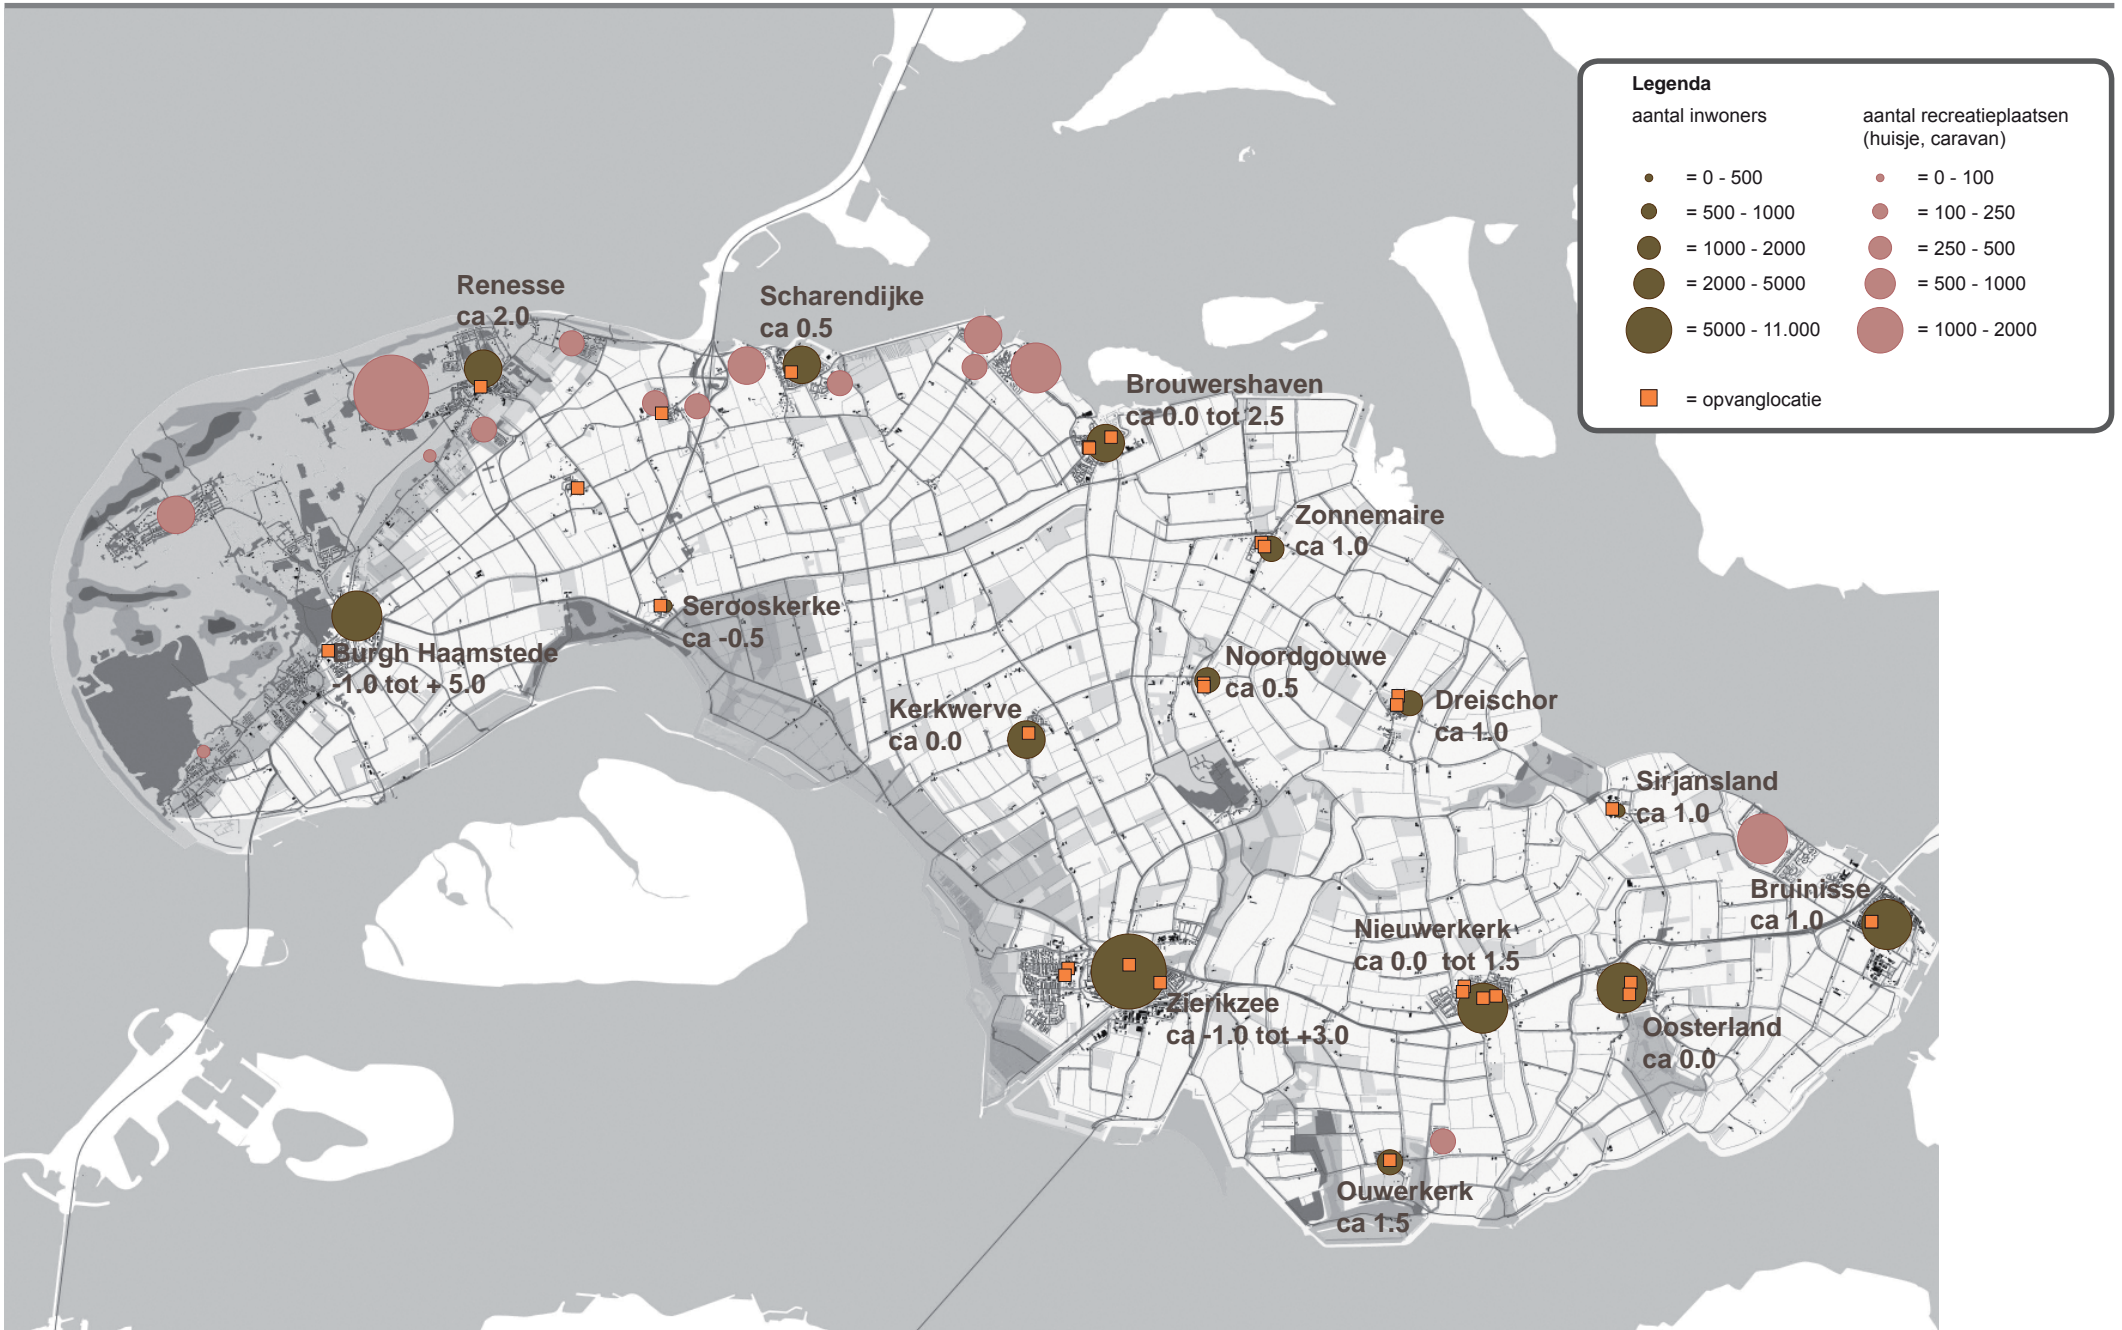 Legenda
aantal inwoners
= 0 - 500
= 500 - 1000
= 1000 - 2000
= 2000 - 5000
= 5000 - 11.000
= opvanglocatie
aantal recreatieplaatsen
(huisje, caravan)
= 0 - 100
= 100 - 250
= 250 - 500
= 500 - 1000
= 1000 - 2000
Renesse
ca 2.0
Scharendijke
ca 0.5
Brouwershaven
ca 0.0 tot 2.5
Zonnemaire
ca 1.0
Serooskerke
ca -0.5
Burgh Haamstede
-1.0 tot + 5.0
Noordgouwe
ca 0.5
Kerkwerve
ca 0.0
Dreischor
ca 1.0
Sirjansland
ca 1.0
Bruinisse
ca 1.0
Nieuwerkerk
ca 0.0 tot 1.5
Zierikzee
ca -1.0 tot +3.0
Oosterland
ca 0.0
Ouwerkerk
ca 1.5